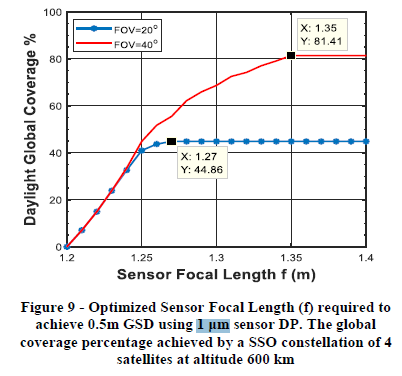 100
80
60
40
20
0
Daylight Global Coverage %
FOV=20°
FOV=40°
X: 1.35
Y: 81.41
X: 1.27
Y: 44.86
1.2 1.25 1.3 1.35 1.4
Sensor Focal Length f (m)
Figure 9 - Optimized Sensor Focal Length (f) required to
achieve 0.5m GSD using 1 μm sensor DP. The global
coverage percentage achieved by a SSO constellation of 4
satellites at altitude 600 km